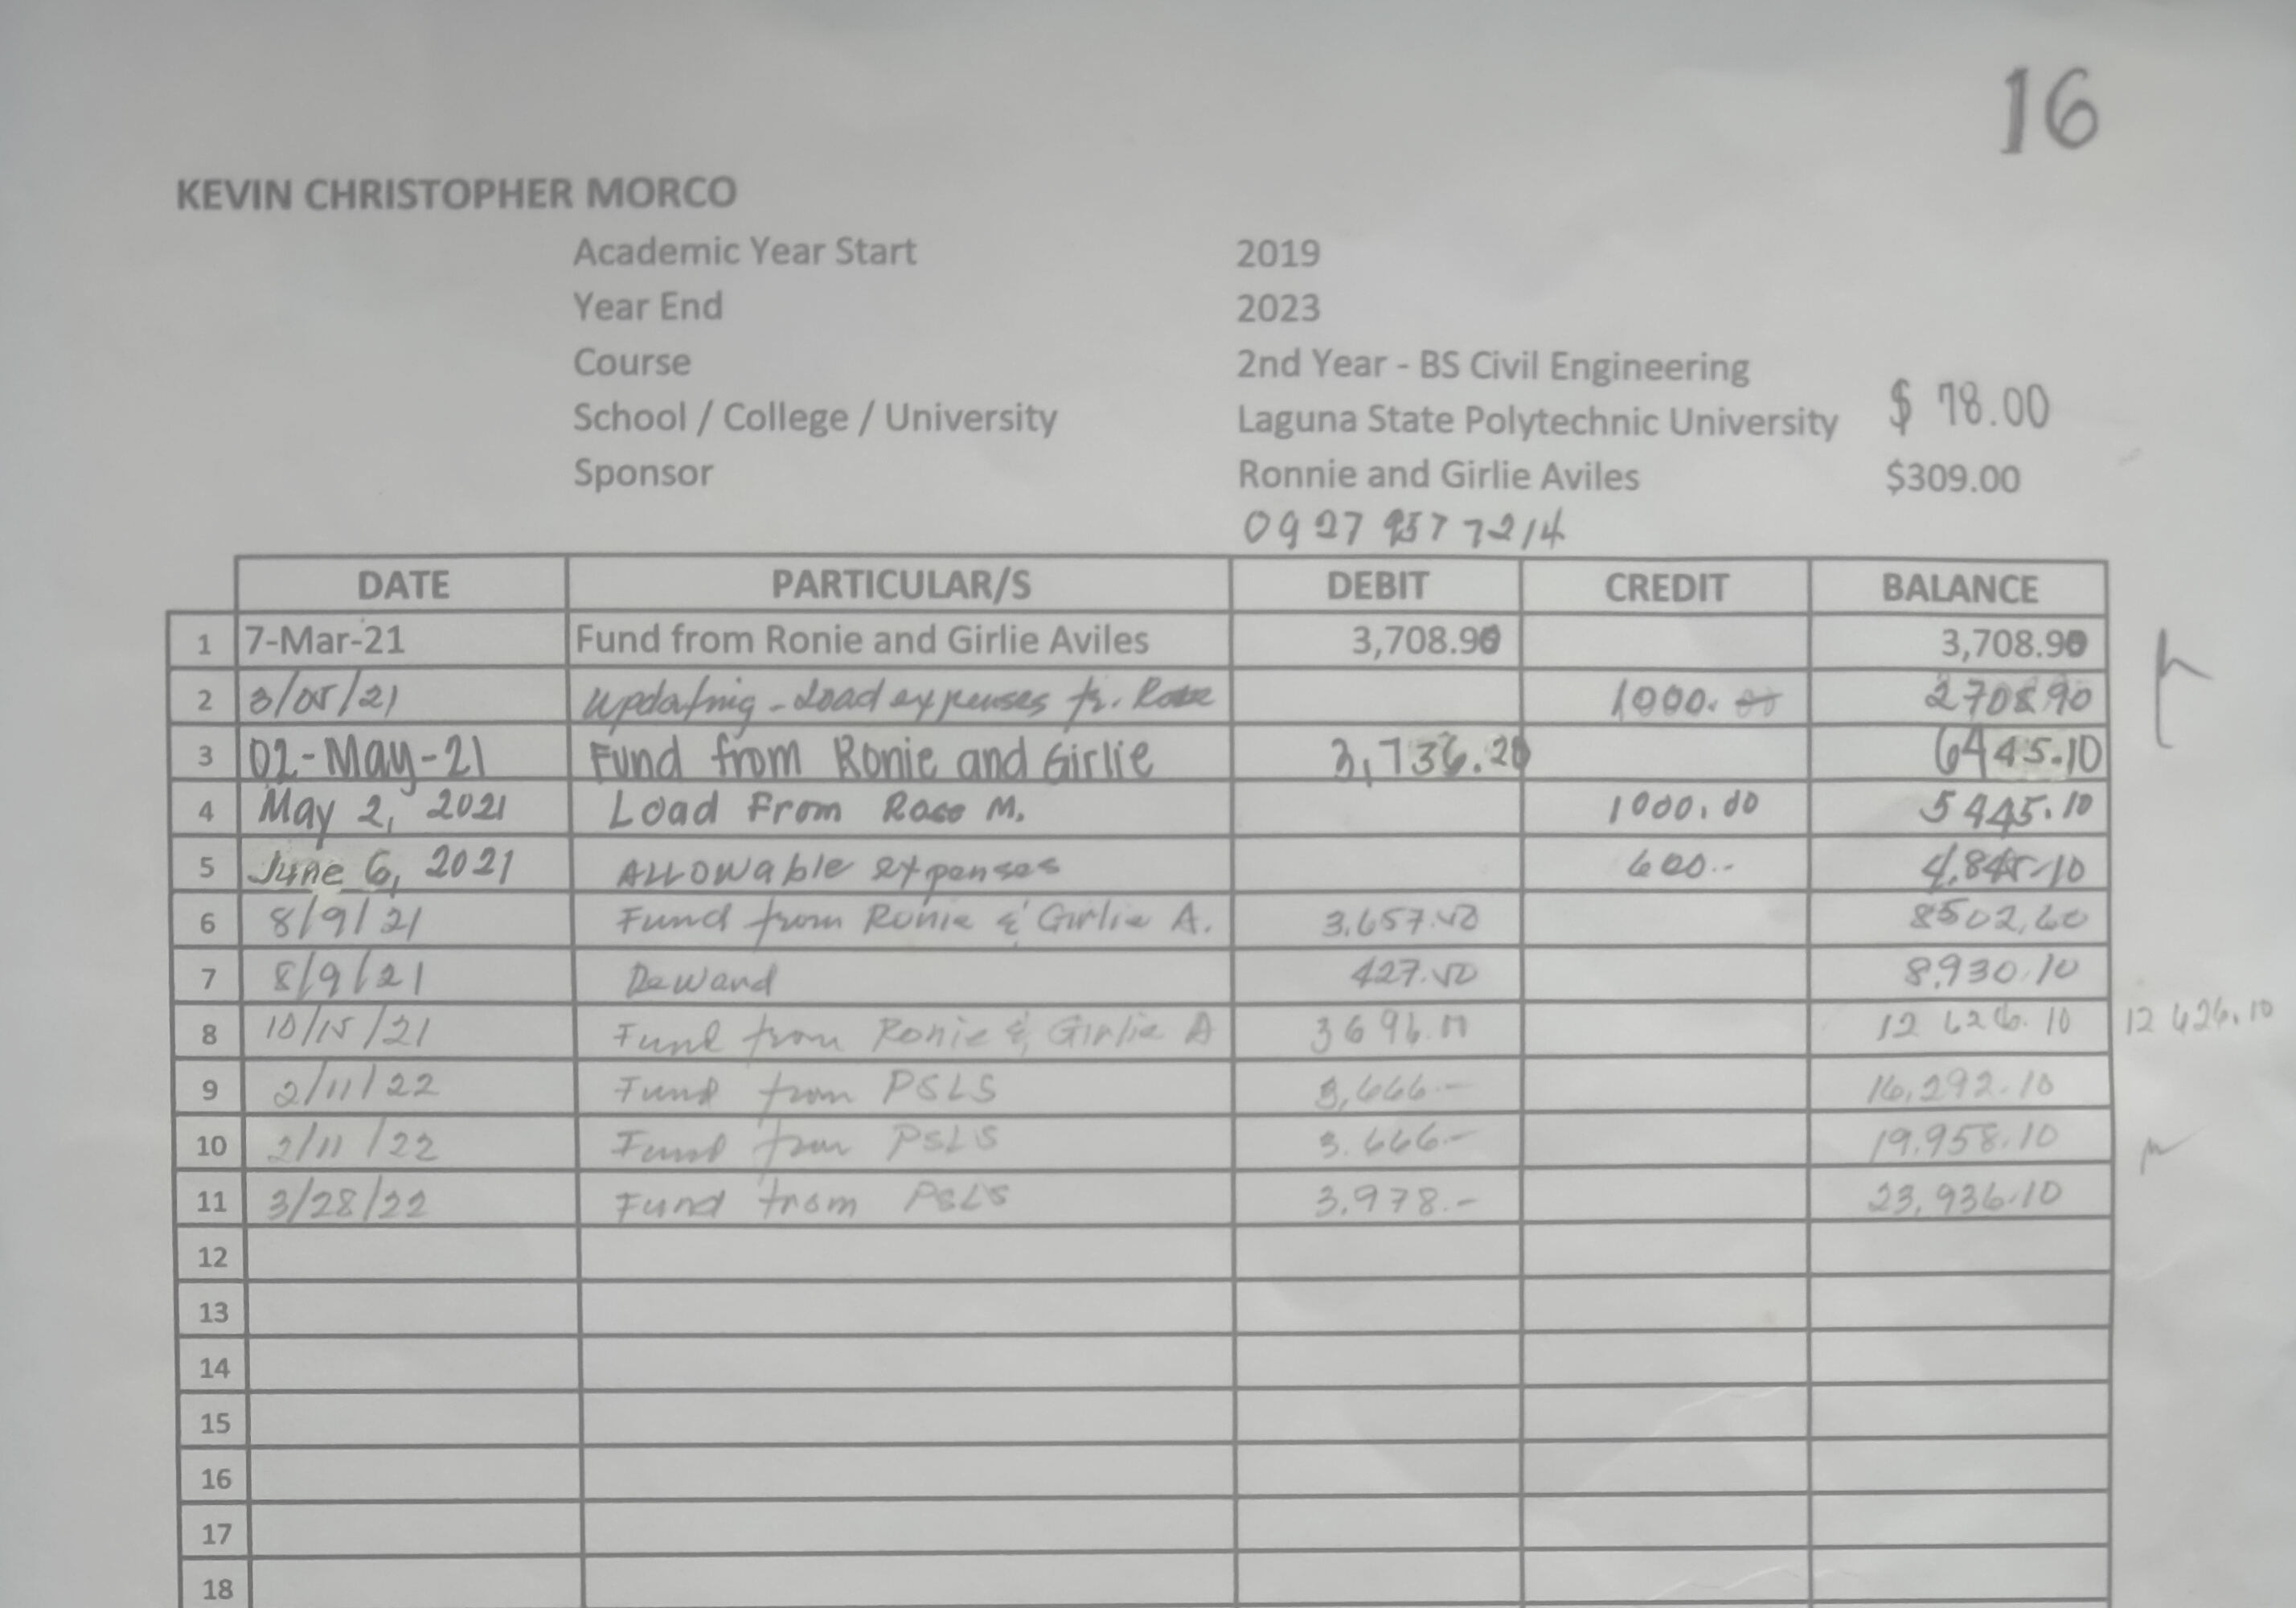 16
KEVIN CHRISTOPHER MORCO
Academic Year Start 2019
Year End 2023
Course 2nd Year - BS Civil Engineering
School / College / University Laguna State Polytechnic University $ 78.00
Sponsor Ronnie and Girlie Aviles $309.00
0927 957 7214
DATE PARTICULAR/S DEBIT CREDIT BALANCE
1 7-Mar-21 Fund from Ronie and Girlie Aviles 3,708.90 3,708.90
2 3/05/21 Updating - Load expenses fr. Rose 1000.00 2708.90
3 02-May-21 Fund from Ronie and Girlie 3,736.20 6445.10
4 May 2, 2021 Load From Rose M. 1000.00 5445.10
5 June 6, 2021 Allowable expenses 600.- 4,845.10
6 8/9/21 Fund from Ronie & Girlie A. 3,657.50 8502.60
7 8/9/21 427.50 8,930.10
8 10/15/21 Fund from Ronie & Girlie A 3696.00 12 626.10 12 626.10
9 2/11/22 Fund from PSLS 3,666.- 16,292.10
10 2/11/22 Fund from PSLS 3.666.- 19,958.10
11 3/28/22 Fund from PSLS 3,978.- 23,936.10
12
13
14
15
16
17
18